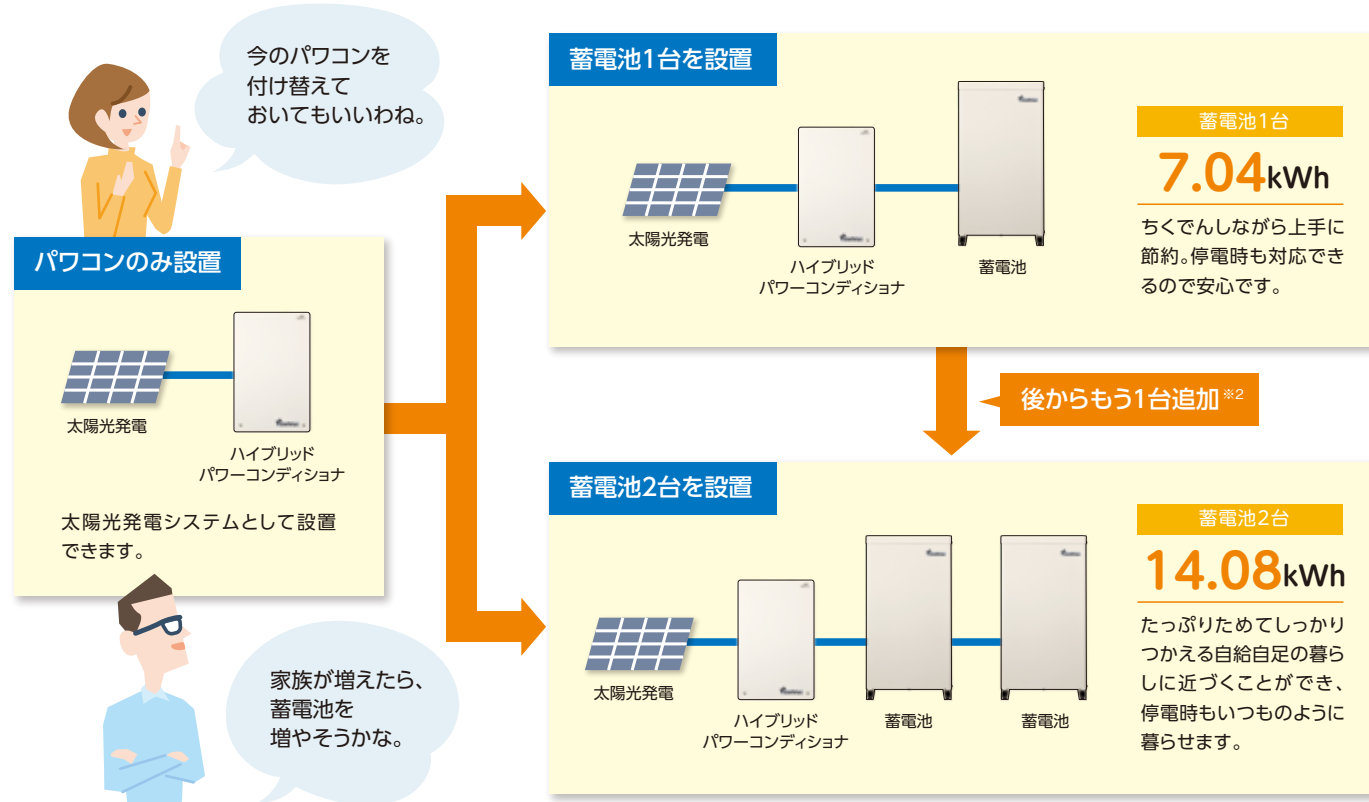 今のパワコンを
付け替えて
おいてもいいわね。
パワコンのみ設置
太陽光発電
ハイブリッド
パワーコンディショナ
太陽光発電システムとして設置
できます。
家族が増えたら、
蓄電池を
増やそうかな。
蓄電池1台を設置
太陽光発電
ハイブリッド
パワーコンディショナ
蓄電池
蓄電池1台
7.04kWh
ちくでんしながら上手に
節約。停電時も対応でき
るので安心です。
後からもう1台追加※2
蓄電池2台を設置
太陽光発電
ハイブリッド
パワーコンディショナ
蓄電池
蓄電池
蓄電池2台
14.08kWh
たっぷりためてしっかり
つかえる自給自足の暮ら
しに近づくことができ、
停電時もいつものように
暮らせます。